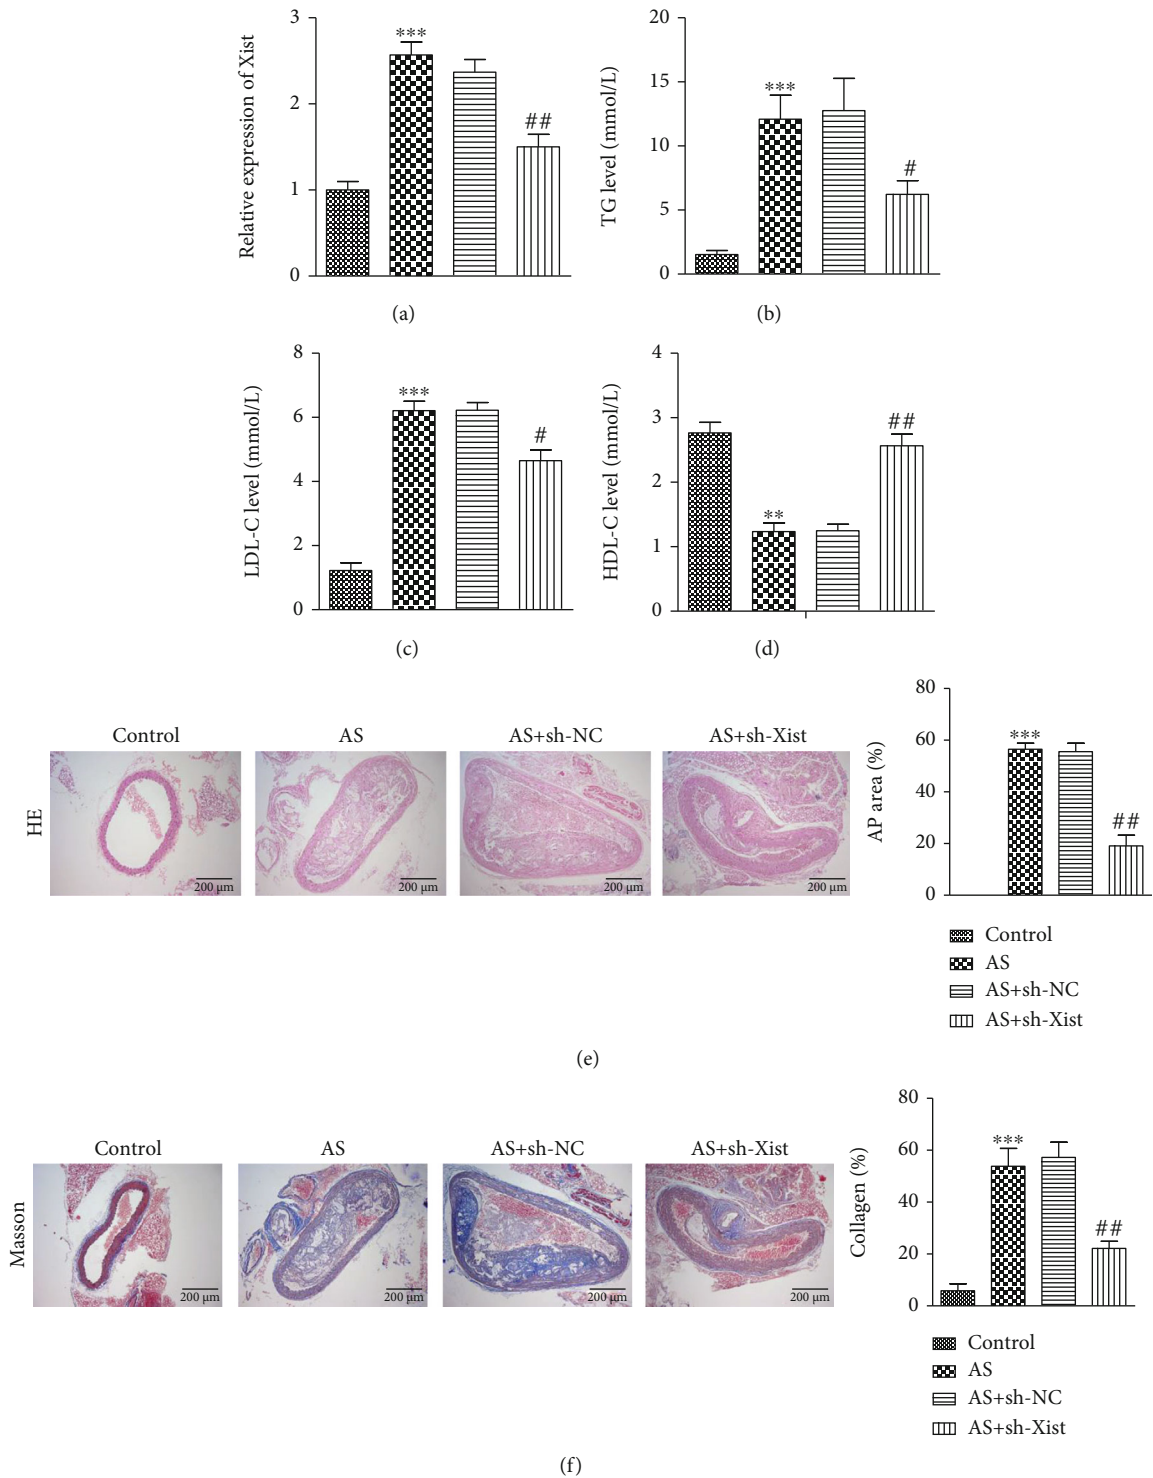 Relative expression of Xist
3
2
1
0
***
##
(a)
TG level (mmol/L)
20
15
10
5
0
***
#
(b)
LDL-C level (mmol/L)
8
6
4
2
0
***
#
(c)
HDL-C level (mmol/L)
4
3
2
1
0
**
##
(d)
HE
Control
AS
AS+sh-NC
AS+sh-Xist
200 μm
200 μm
200 μm
200 μm
AP area (%)
80
60
40
20
0
***
##
Control
AS
AS+sh-NC
AS+sh-Xist
(e)
Masson
Control
AS
AS+sh-NC
AS+sh-Xist
200 μm
200 μm
200 μm
200 μm
Collagen (%)
80
60
40
20
0
***
##
Control
AS
AS+sh-NC
AS+sh-Xist
(f)